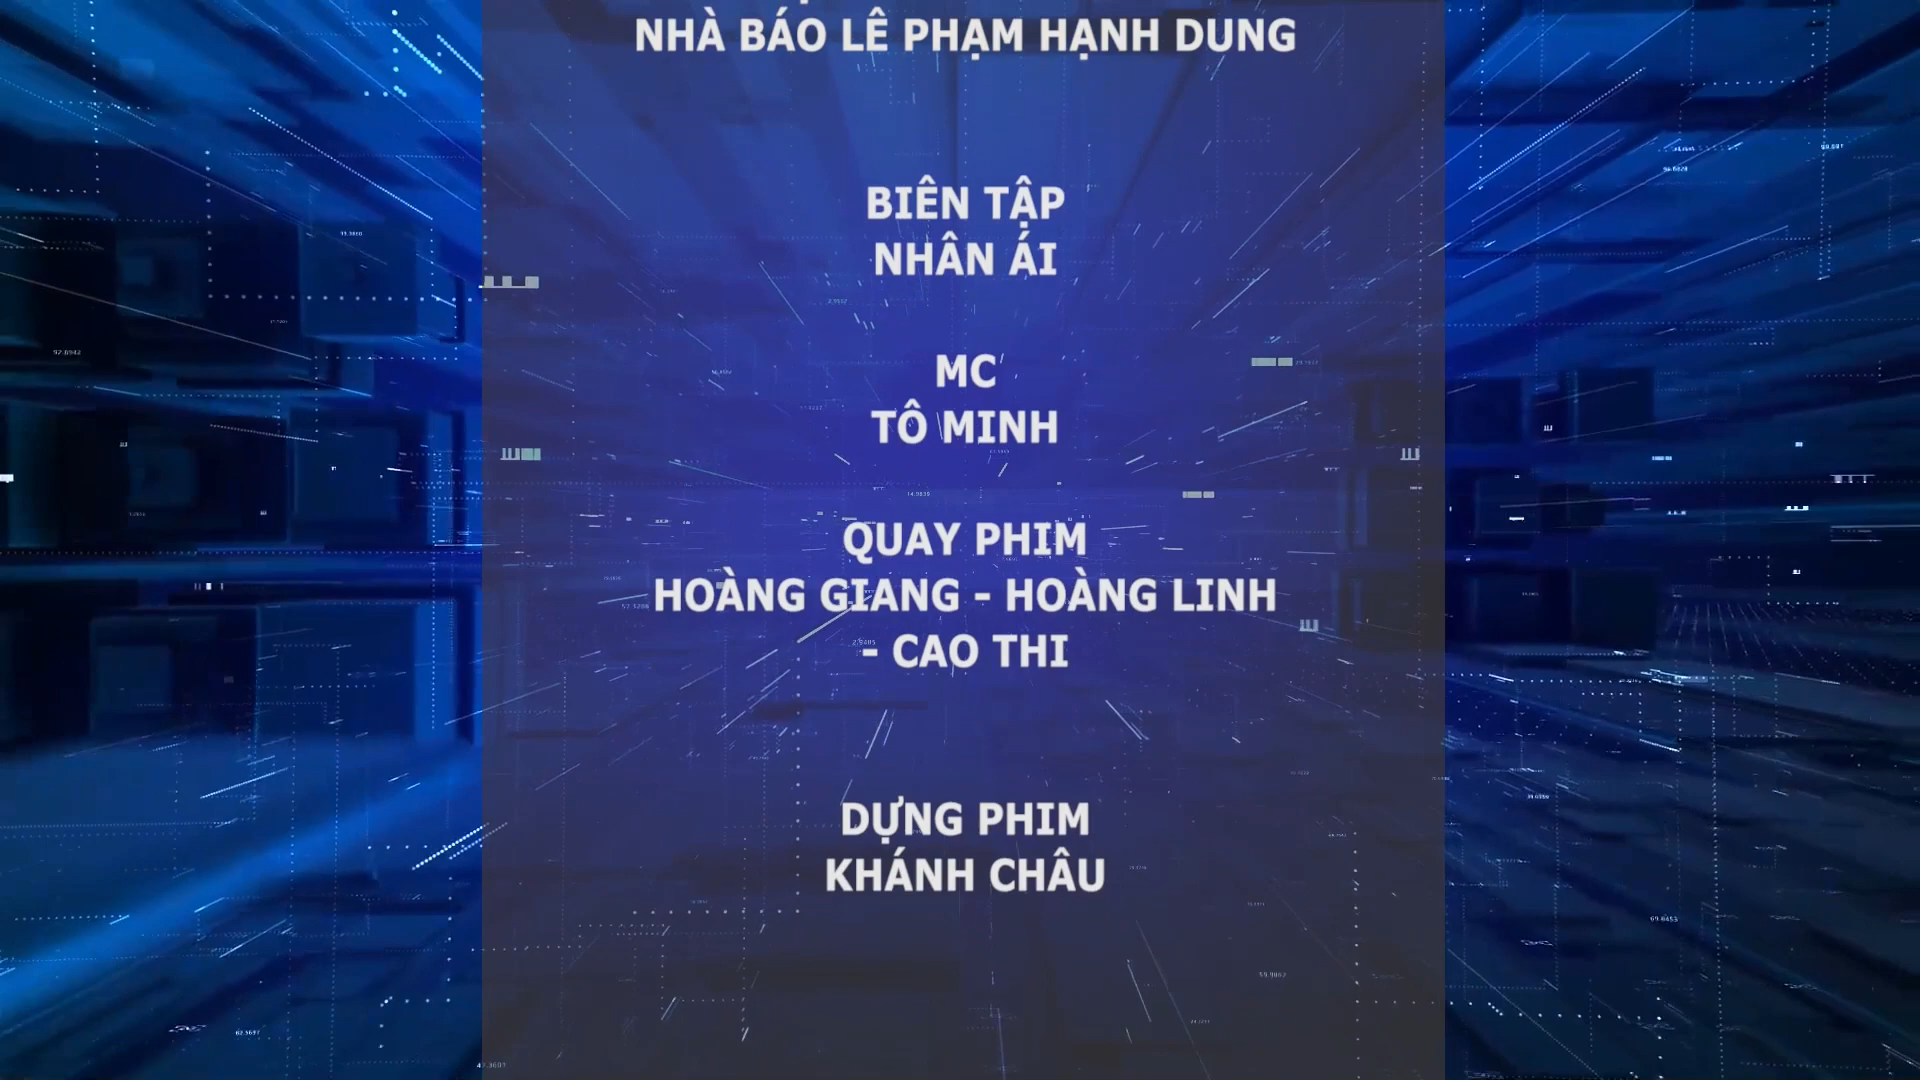 NHÀ BÁO LÊ PHẠM HẠNH DUNG
BIÊN TẬP
NHÂN ÁI
MC
TÔ MINH
QUAY PHIM
HOÀNG GIANG - HOÀNG LINH
- CAO THI
DỰNG PHIM
KHÁNH CHÂU